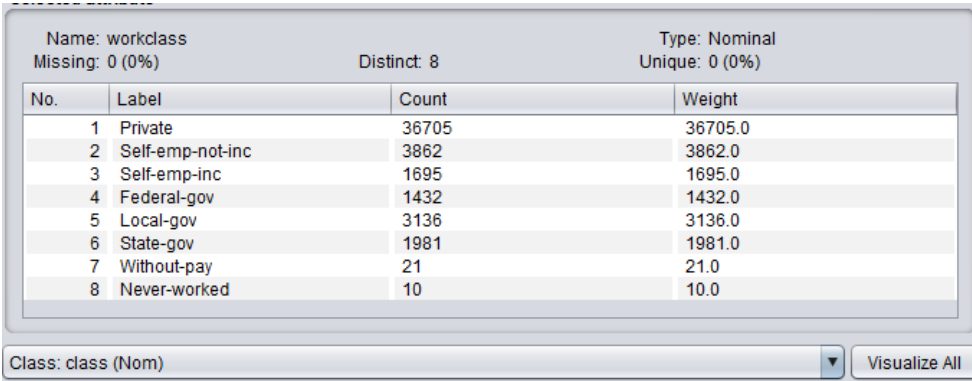 Selected attribute
Name: workclass Type: Nominal
Missing: 0 (0%) Distinct: 8 Unique: 0 (0%)
No. Label Count Weight
1 Private 36705 36705.0
2 Self-emp-not-inc 3862 3862.0
3 Self-emp-inc 1695 1695.0
4 Federal-gov 1432 1432.0
5 Local-gov 3136 3136.0
6 State-gov 1981 1981.0
7 Without-pay 21 21.0
8 Never-worked 10 10.0
Class: class (Nom) Visualize All